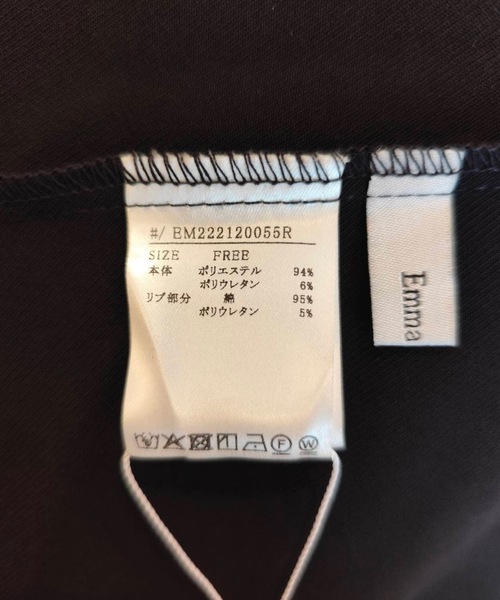 #/ EM222120055R
SIZE FREE
本体 ポリエステル 94%
ポリウレタン 6%
リブ部分 綿 95%
ポリウレタン 5%
F W
Emma